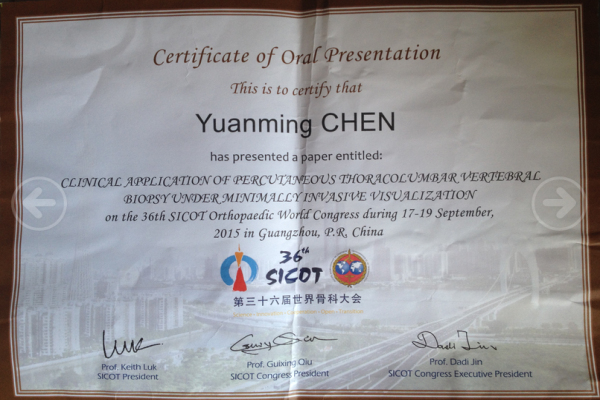 Certificate of Oral Presentation
This is to certify that
Yuanming CHEN
has presented a paper entitled:
CLINICAL APPLICATION OF PERCUTANEOUS THORACOLUMBAR VERTEBRAL
BIOPSY UNDER MINIMALLY INVASIVE VISUALIZATION
on the 36th SICOT Orthopaedic World Congress during 17-19 September,
2015 in Guangzhou, P.R, China
36th
SICOT
第三十六届世界骨科大会
Prof. Keith Luk
SICOT President
Prof. Guixing Qiu
SICOT Congress President
Prof. Dadi Jin
SICOT Congress Executive President